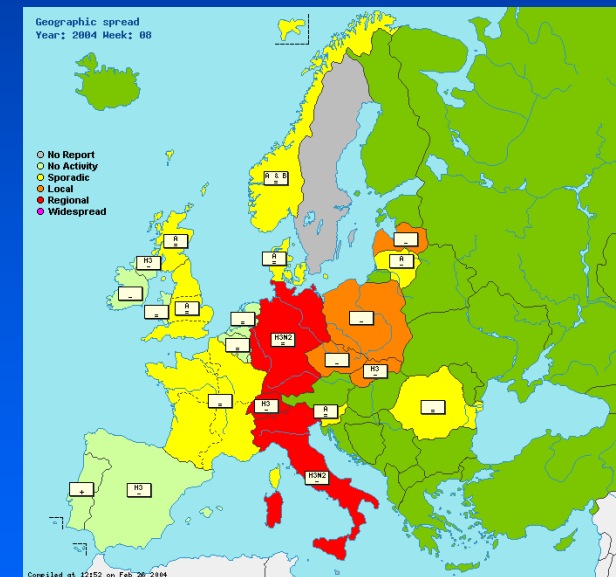 Geographic spread
Year: 2004 Week: 08
No Report
No Activity
Sporadic
Local
Regional
Widespread
A & B
=
A
=
H3
-
A
=
-
A
-
-
=
A
=
=
-
=
H3N2
=
-
H3
-
=
H3
-
A
=
=
+
H3
-
H3N2
-
Compiled at 12:52 on Feb 26 2004